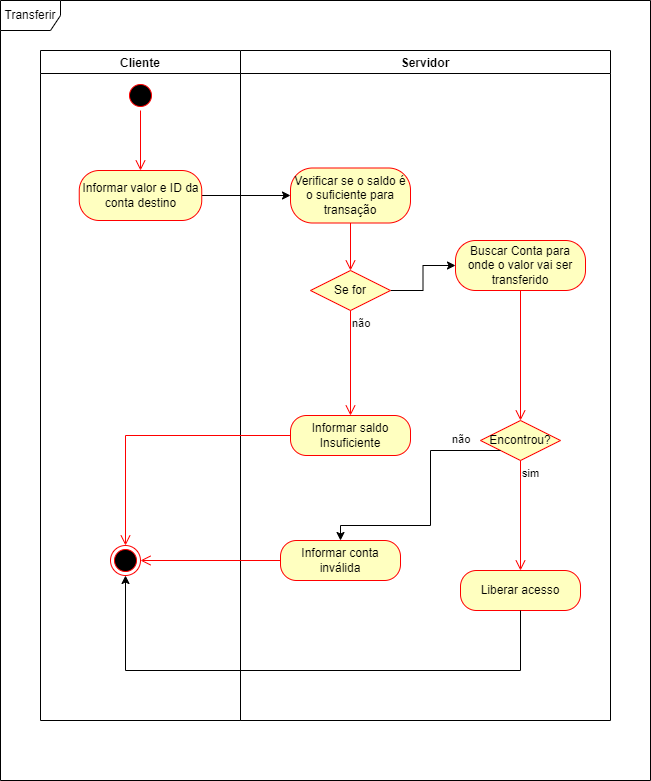 Transferir
Cliente
Servidor
Informar valor e ID da
conta destino
Verificar se o saldo é
o suficiente para
transação
Buscar Conta para
onde o valor vai ser
transferido
Se for
não
Informar saldo
Insuficiente
não
Encontrou?
sim
Informar conta
inválida
Liberar acesso